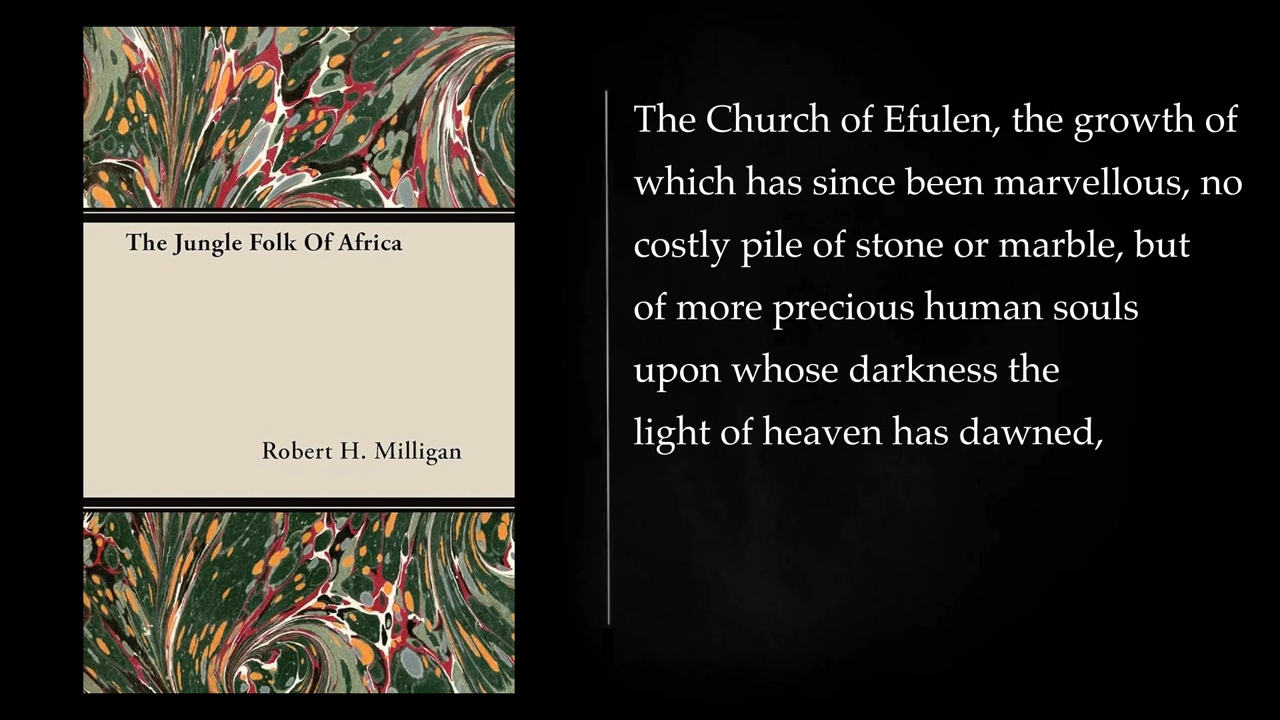 The Jungle Folk Of Africa
Robert H. Milligan
The Church of Efulen, the growth of
which has since been marvellous, no
costly pile of stone or marble, but
of more precious human souls
upon whose darkness the
light of heaven has dawned,